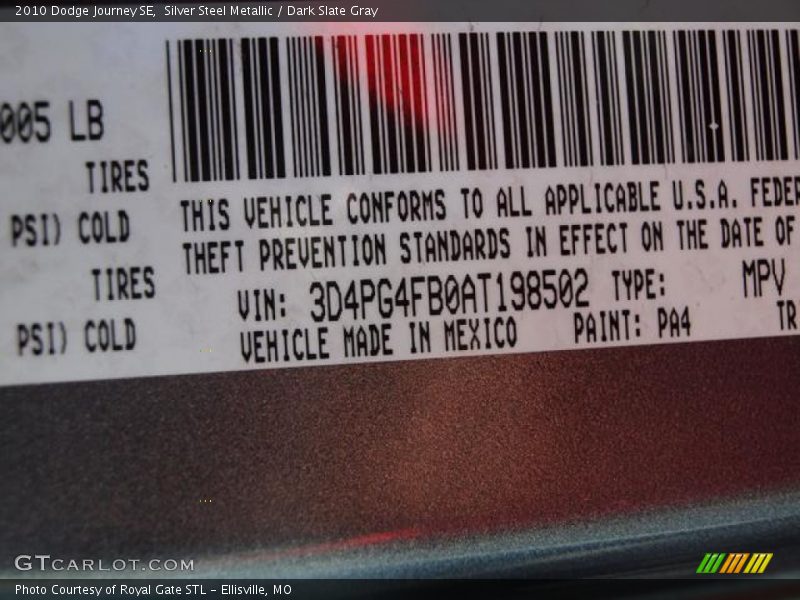 2010 Dodge Journey SE, Silver Steel Metallic / Dark Slate Gray
005 LB
TIRES
PSI) COLD
TIRES
PSI) COLD
THIS VEHICLE CONFORMS TO ALL APPLICABLE U.S.A. FEDER
THEFT PREVENTION STANDARDS IN EFFECT ON THE DATE OF
VIN: 3D4PG4FB0AT198502 TYPE: MPV
VEHICLE MADE IN MEXICO PAINT: PA4 TR
GTCARLOT.COM
Photo Courtesy of Royal Gate STL - Ellisville, MO